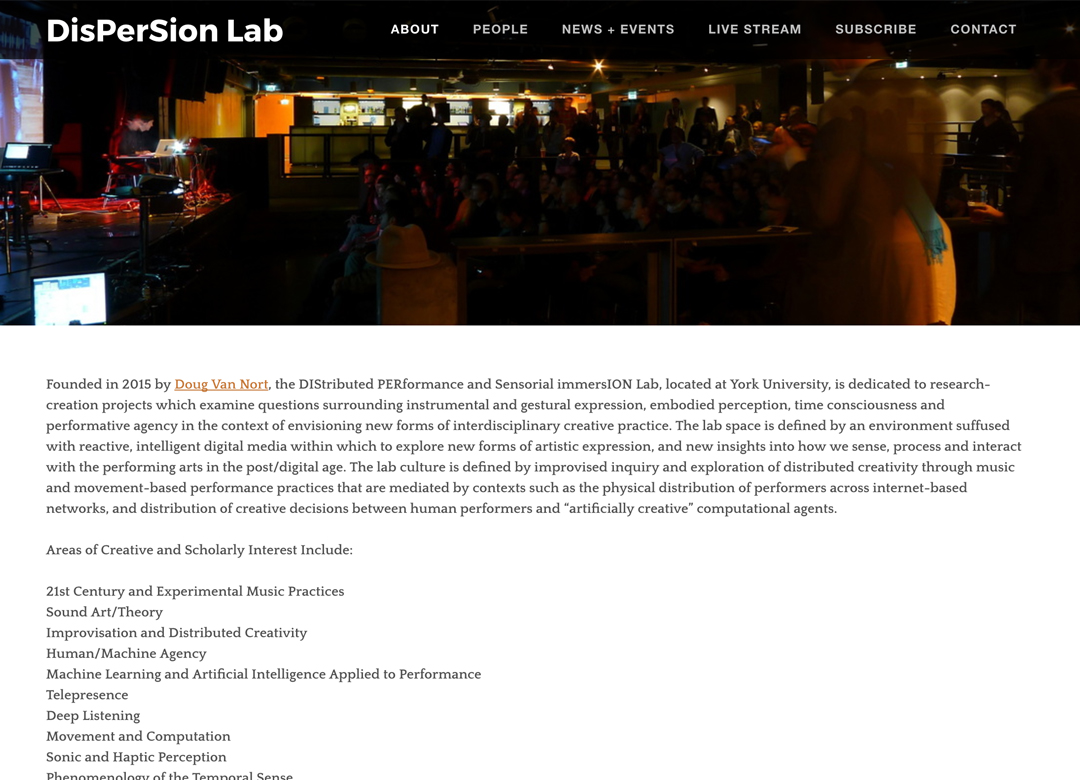 DisPerSion Lab
ABOUT
PEOPLE
NEWS + EVENTS
LIVE STREAM
SUBSCRIBE
CONTACT
Founded in 2015 by Doug Van Nort, the DIStributed PERformance and Sensorial immersION Lab, located at York University, is dedicated to research-
creation projects which examine questions surrounding instrumental and gestural expression, embodied perception, time consciousness and
performative agency in the context of envisioning new forms of interdisciplinary creative practice. The lab space is defined by an environment suffused
with reactive, intelligent digital media within which to explore new forms of artistic expression, and new insights into how we sense, process and interact
with the performing arts in the post/digital age. The lab culture is defined by improvised inquiry and exploration of distributed creativity through music
and movement-based performance practices that are mediated by contexts such as the physical distribution of performers across internet-based
networks, and distribution of creative decisions between human performers and “artificially creative” computational agents.
Areas of Creative and Scholarly Interest Include:
21st Century and Experimental Music Practices
Sound Art/Theory
Improvisation and Distributed Creativity
Human/Machine Agency
Machine Learning and Artificial Intelligence Applied to Performance
Telepresence
Deep Listening
Movement and Computation
Sonic and Haptic Perception
Phenomenology of the Temporal Sense